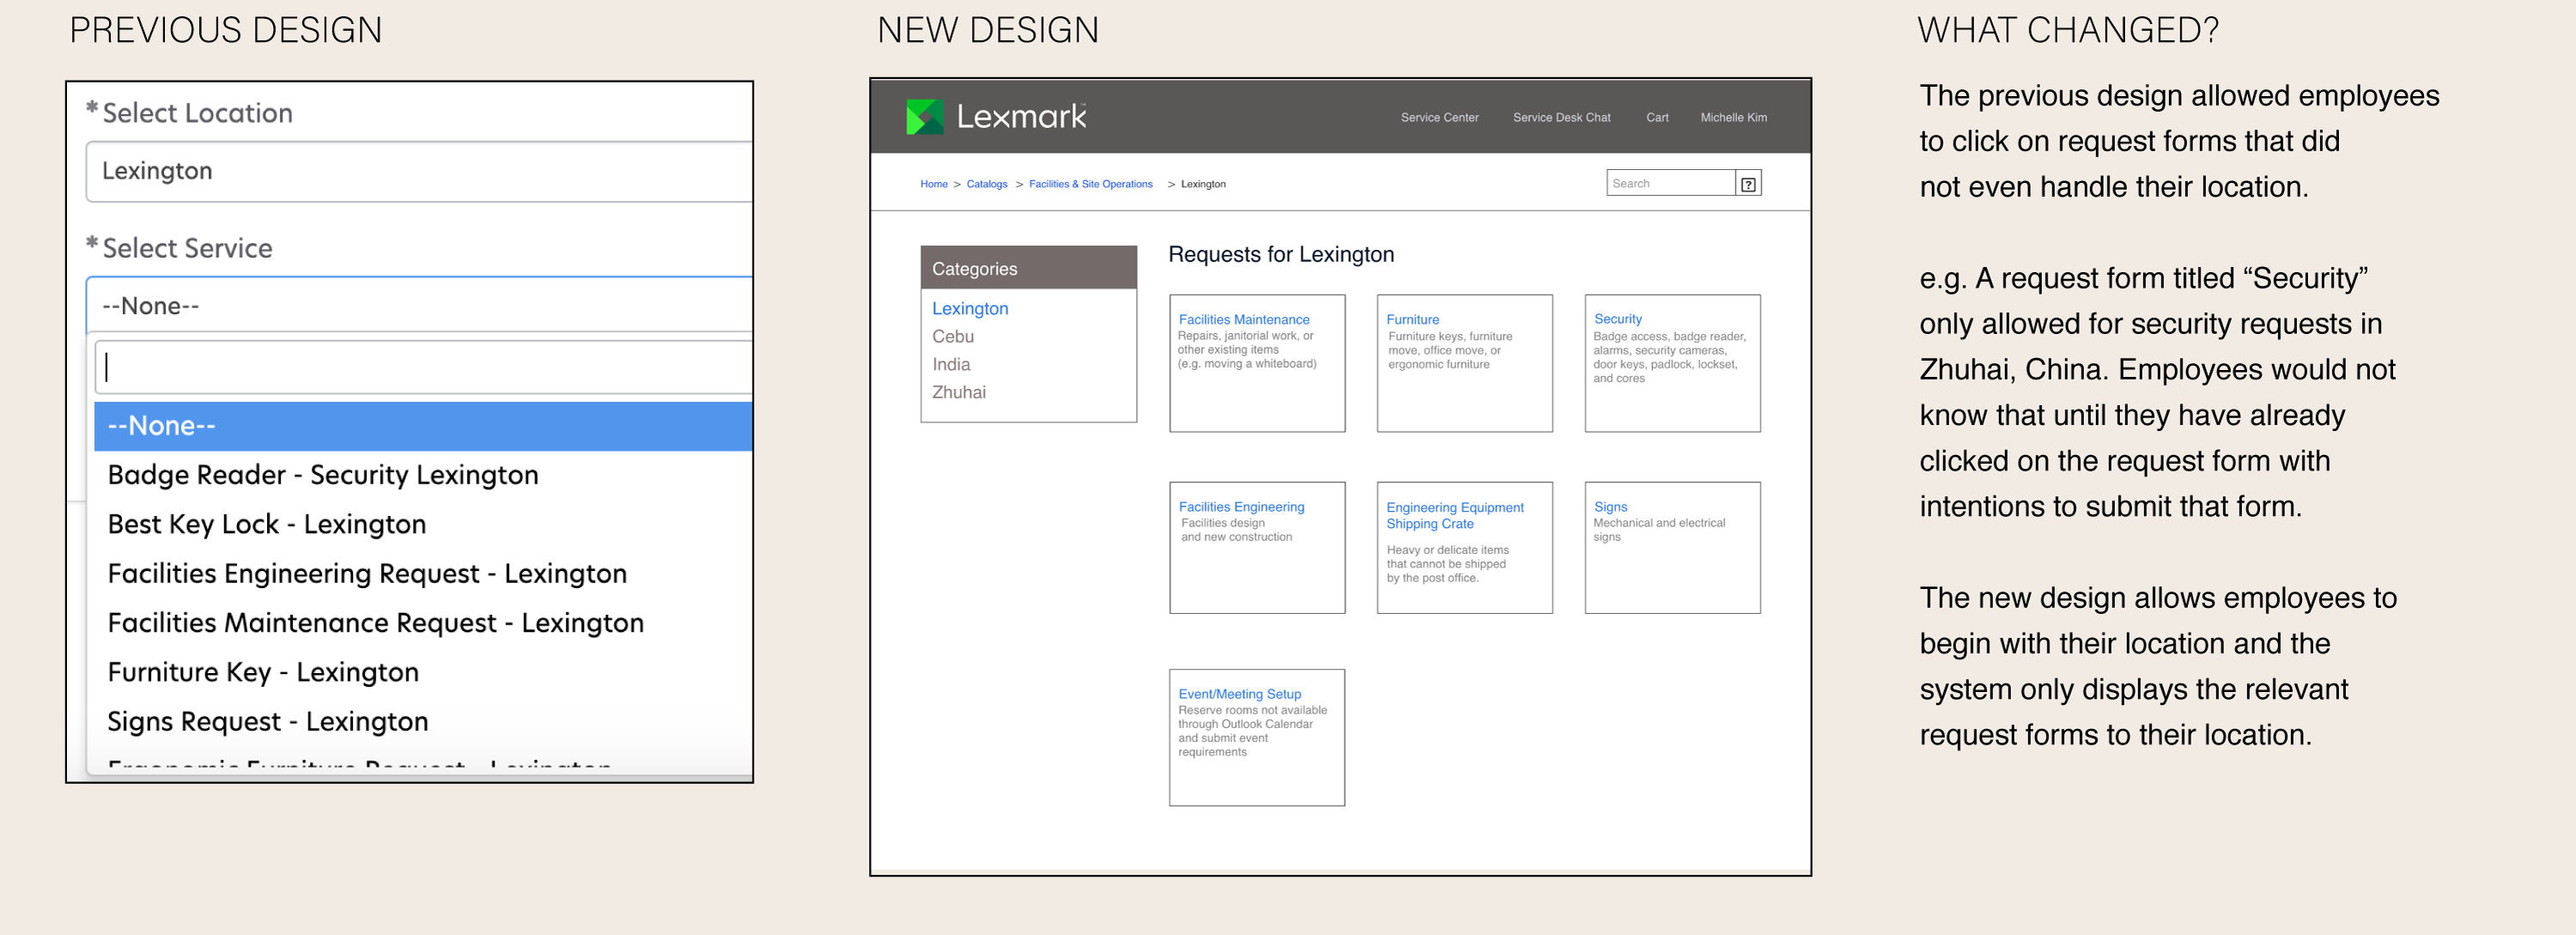 PREVIOUS DESIGN
*Select Location
Lexington
*Select Service
--None--
--None--
Badge Reader - Security Lexington
Best Key Lock - Lexington
Facilities Engineering Request - Lexington
Facilities Maintenance Request - Lexington
Furniture Key - Lexington
Signs Request - Lexington
Ergonomic Furniture Request - Lexington
NEW DESIGN
Lexmark™
Service Center Service Desk Chat Cart Michelle Kim
Home > Catalogs > Facilities & Site Operations > Lexington
Search ?
Categories
Lexington
Cebu
India
Zhuhai
Requests for Lexington
Facilities Maintenance
Repairs, janitorial work, or
other existing items
(e.g. moving a whiteboard)
Furniture
Furniture keys, furniture
move, office move, or
ergonomic furniture
Security
Badge access, badge reader,
alarms, security cameras,
door keys, padlock, lockset,
and cores
Facilities Engineering
Facilities design
and new construction
Engineering Equipment
Shipping Crate
Heavy or delicate items
that cannot be shipped
by the post office.
Signs
Mechanical and electrical
signs
Event/Meeting Setup
Reserve rooms not available
through Outlook Calendar
and submit event
requirements
WHAT CHANGED?
The previous design allowed employees
to click on request forms that did
not even handle their location.
e.g. A request form titled “Security”
only allowed for security requests in
Zhuhai, China. Employees would not
know that until they have already
clicked on the request form with
intentions to submit that form.
The new design allows employees to
begin with their location and the
system only displays the relevant
request forms to their location.